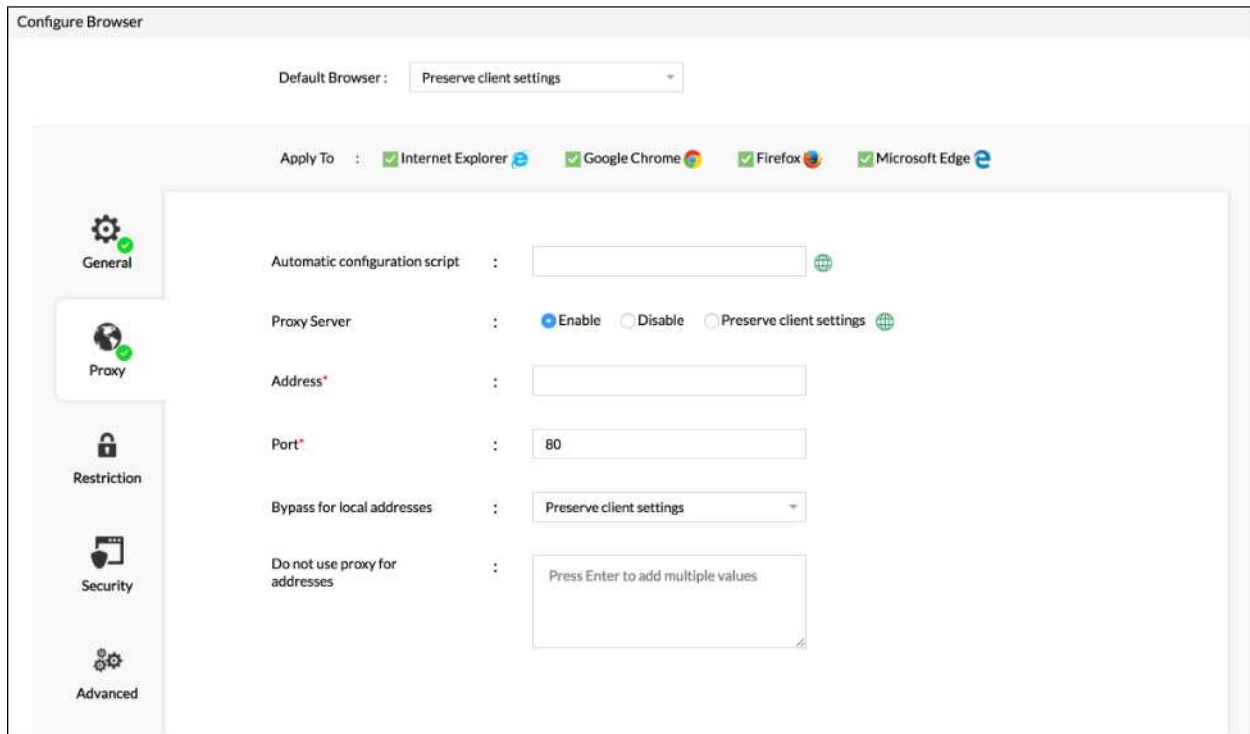 Configure Browser
Default Browser : Preserve client settings
Apply To : Internet Explorer Google Chrome Firefox Microsoft Edge
General
Automatic configuration script :
Proxy Server : Enable Disable Preserve client settings
Proxy
Address* :
Port* : 80
Restriction
Bypass for local addresses : Preserve client settings
Do not use proxy for
addresses :
Press Enter to add multiple values
Security
Advanced